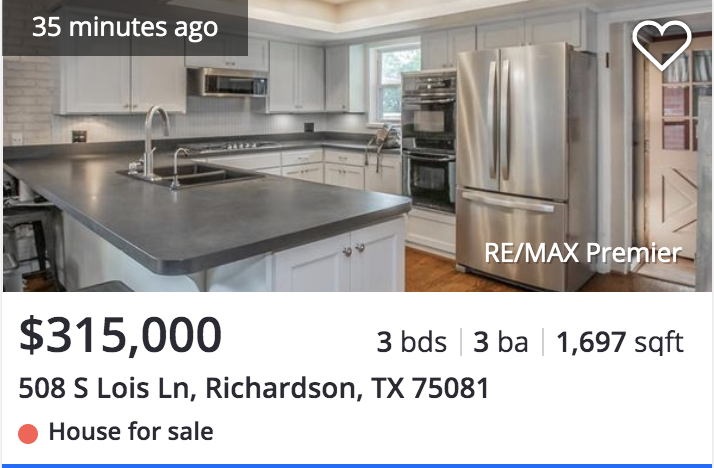 35 minutes ago
RE/MAX Premier
$315,000
3 bds | 3 ba | 1,697 sqft
508 S Lois Ln, Richardson, TX 75081
House for sale